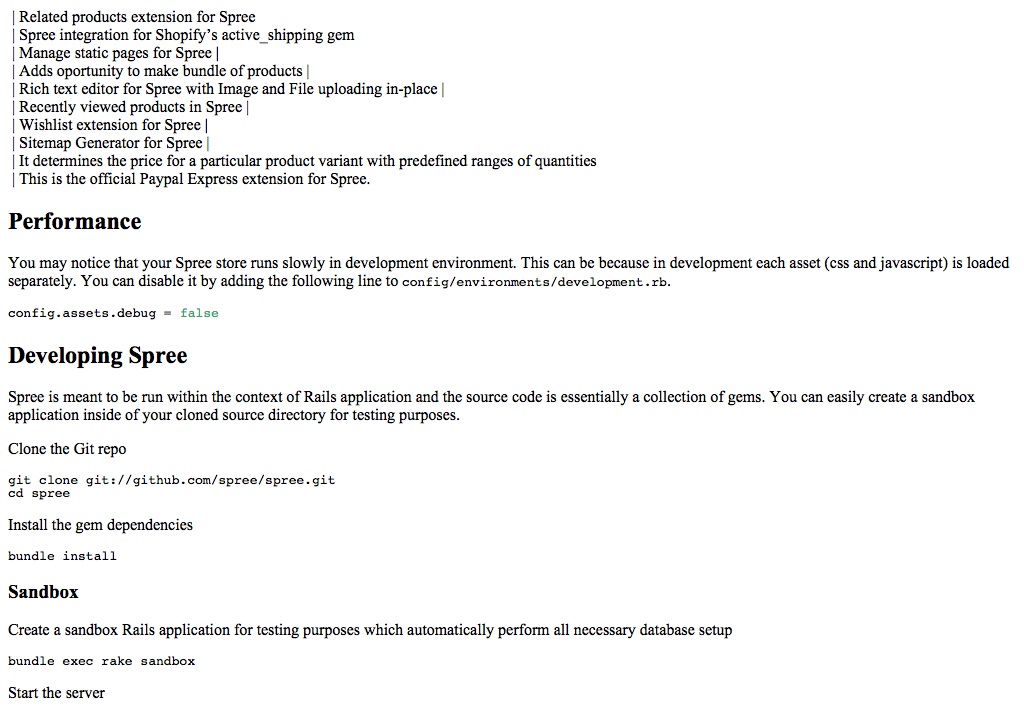 | Related products extension for Spree
| Spree integration for Shopify’s active_shipping gem
| Manage static pages for Spree |
| Adds oportunity to make bundle of products |
| Rich text editor for Spree with Image and File uploading in-place |
| Recently viewed products in Spree |
| Wishlist extension for Spree |
| Sitemap Generator for Spree |
| It determines the price for a particular product variant with predefined ranges of quantities
| This is the official Paypal Express extension for Spree.
Performance
You may notice that your Spree store runs slowly in development environment. This can be because in development each asset (css and javascript) is loaded
separately. You can disable it by adding the following line to config/environments/development.rb.
config.assets.debug = false
Developing Spree
Spree is meant to be run within the context of Rails application and the source code is essentially a collection of gems. You can easily create a sandbox
application inside of your cloned source directory for testing purposes.
Clone the Git repo
git clone git://github.com/spree/spree.git
cd spree
Install the gem dependencies
bundle install
Sandbox
Create a sandbox Rails application for testing purposes which automatically perform all necessary database setup
bundle exec rake sandbox
Start the server